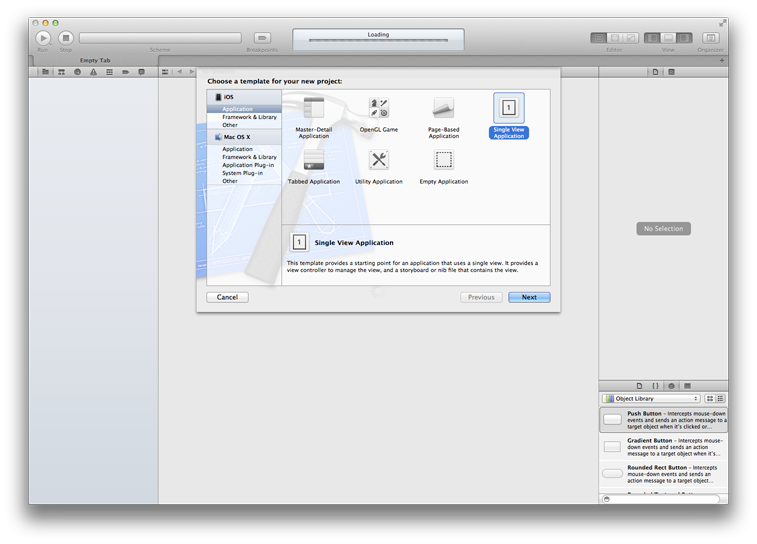 Loading
Run
Stop
Scheme
Breakpoints
Editor
View
Organizer
Empty Tab
Choose a template for your new project:
iOS
Application
Framework & Library
Other
Mac OS X
Application
Framework & Library
Application Plug-in
System Plug-in
Other
Master-Detail
Application
OpenGL Game
Page-Based
Application
1
Single View
Application
Tabbed Application
Utility Application
Empty Application
1
Single View Application
This template provides a starting point for an application that uses a single view. It provides a
view controller to manage the view, and a storyboard or nib file that contains the view.
Cancel
Previous
Next
No Selection
Object Library
Push Button - Intercepts mouse-down
events and sends an action message to a
target object when it's clicked or...
Gradient Button - Intercepts mouse-
down events and sends an action
message to a target object when it's...
Rounded Rect Button - Intercepts
mouse-down events and sends an
action message to a target object...